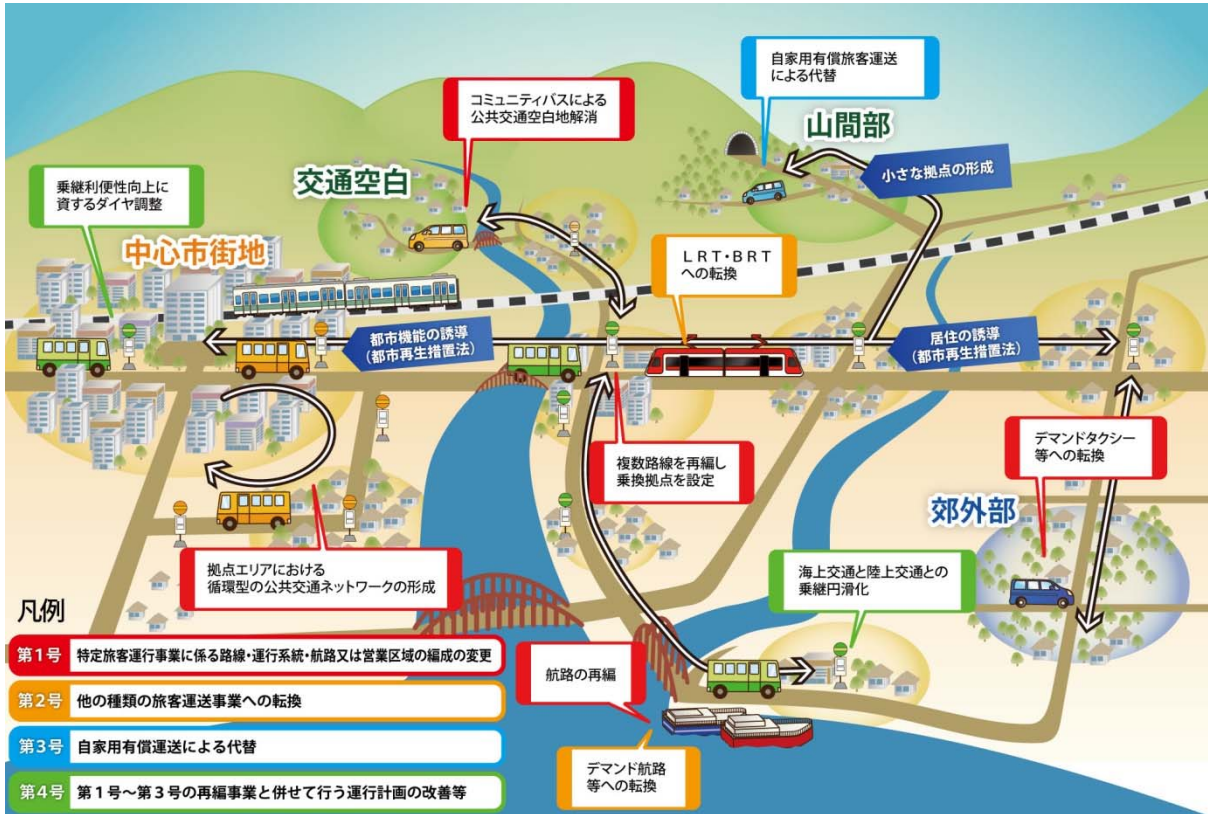 自家用有償旅客運送
による代替
コミュニティバスによる
公共交通空白地解消
山間部
小さな拠点の形成
交通空白
乗継利便性向上に
資するダイヤ調整
中心市街地
LRT・BRT
への転換
都市機能の誘導
(都市再生措置法)
居住の誘導
(都市再生措置法)
複数路線を再編し
乗換拠点を設定
デマンドタクシー
等への転換
郊外部
拠点エリアにおける
循環型の公共交通ネットワークの形成
海上交通と陸上交通との
乗継円滑化
航路の再編
デマンド航路
等への転換
凡例
第1号 特定旅客運行事業に係る路線・運行系統・航路又は営業区域の編成の変更
第2号 他の種類の旅客運送事業への転換
第3号 自家用有償運送による代替
第4号 第1号~第3号の再編事業と併せて行う運行計画の改善等